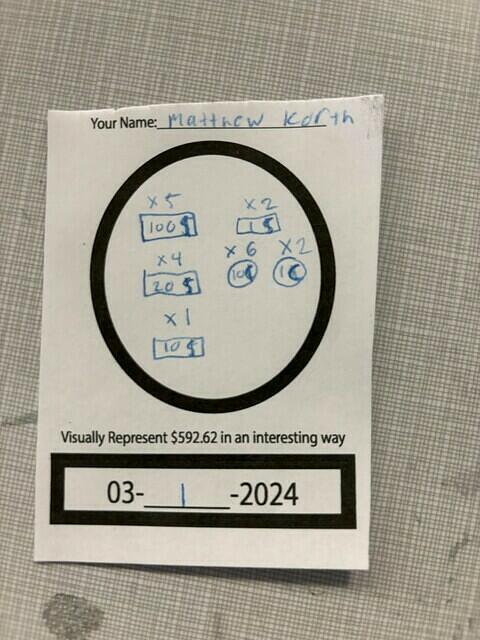 Your Name: Matthew Korth
x5
100$
x2
1$
x4
20$
x6
10¢
x2
1¢
x1
10$
Visually Represent $592.62 in an interesting way
03-1-2024